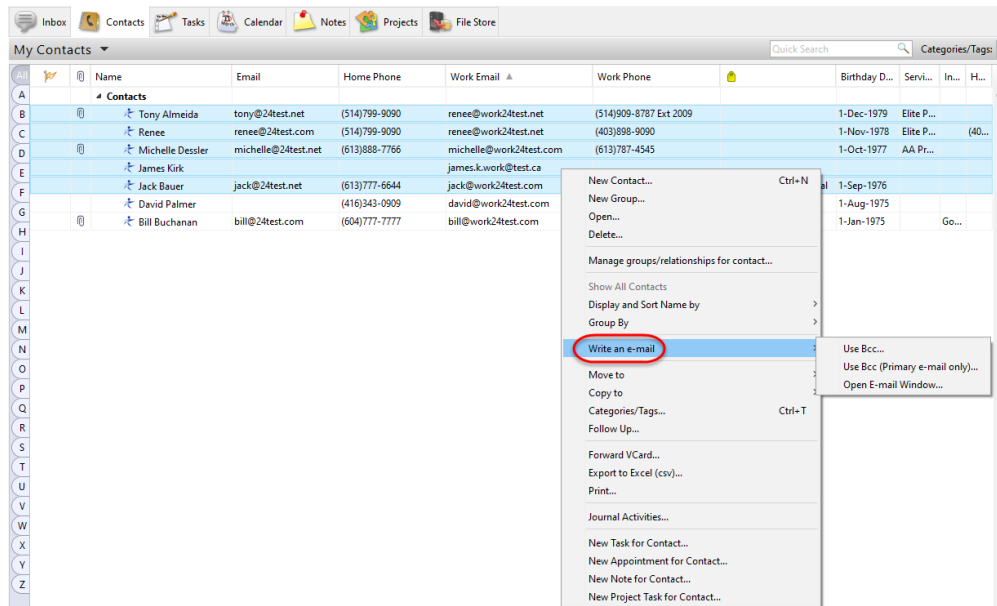 Inbox Contacts Tasks Calendar Notes Projects File Store
My Contacts Quick Search Categories/Tags:
All Name Email Home Phone Work Email Work Phone Birthday D... Servi... In... H...
A Contacts
B Tony Almeida tony@24test.net (514)799-9090 renee@work24test.net (514)909-8787 Ext 2009 1-Dec-1979 Elite P...
C Renee renee@24test.com (514)799-9090 renee@work24test.net (403)898-9090 1-Nov-1978 Elite P... (40...
D Michelle Dessler michelle@24test.net (613)888-7766 michelle@work24test.com (613)787-4545 1-Oct-1977 AA Pr...
E James Kirk james.k.work@test.ca
F Jack Bauer jack@24test.net (613)777-6644 jack@work24test.com al 1-Sep-1976
G David Palmer (416)343-0909 david@work24test.com 1-Aug-1975
H Bill Buchanan bill@24test.com (604)777-7777 bill@work24test.com 1-Jan-1975 Go...
I
J
K
L
M
N
O
P
Q
R
S
T
U
V
W
X
Y
Z
New Contact... Ctrl+N
New Group...
Open...
Delete...
Manage groups/relationships for contact...
Show All Contacts
Display and Sort Name by
Group By
Write an e-mail
Move to
Copy to
Categories/Tags... Ctrl+T
Follow Up...
Forward VCard...
Export to Excel (csv)...
Print...
Journal Activities...
New Task for Contact...
New Appointment for Contact...
New Note for Contact...
New Project Task for Contact...
Use Bcc...
Use Bcc (Primary e-mail only)...
Open E-mail Window...